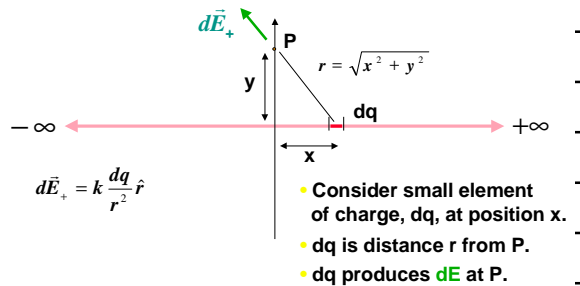 dE⃗₊
P
r = √(x² + y²)
y
dq
− ∞
+∞
x
dE⃗₊ = k dq/r² r̂
• Consider small element
of charge, dq, at position x.
• dq is distance r from P.
• dq produces dE at P.